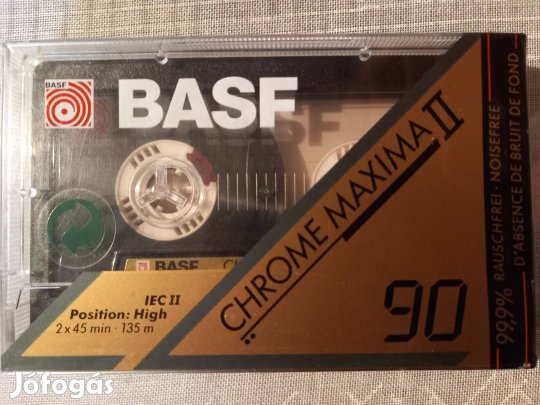 BASF
BASF
BASF
IEC II
Position: High
2 x 45 min · 135 m
CHROME MAXIMA II
90
99,9% RAUSCHFREI · NOISEFREE
D'ABSENCE DE BRUIT DE FOND
Jófogás